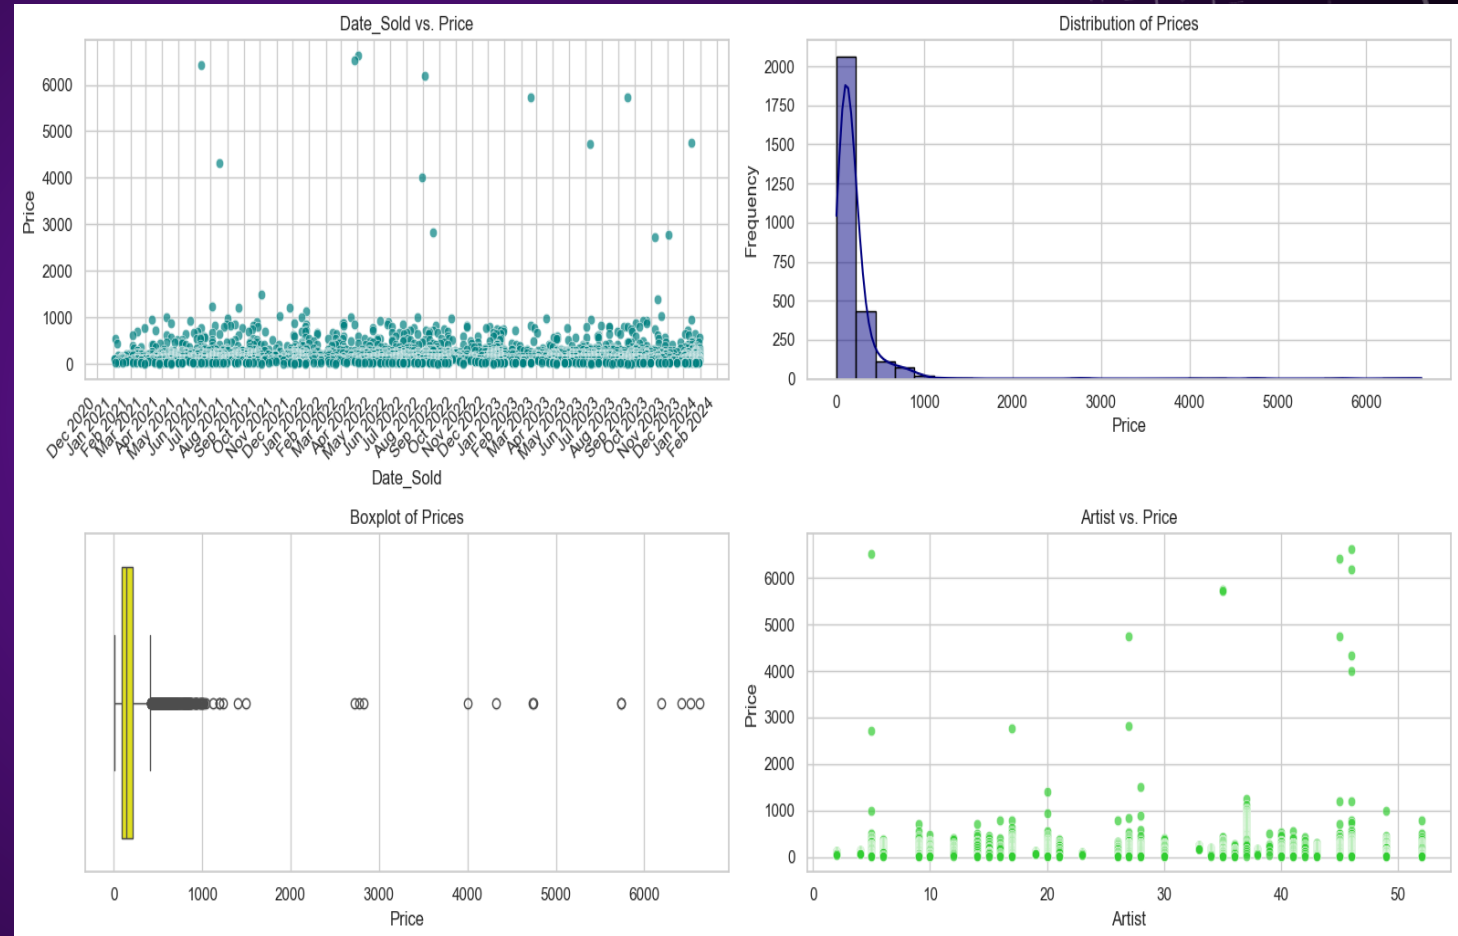 Date_Sold vs. Price
Price
6000
5000
4000
3000
2000
1000
0
Dec 2020
Jan 2021
Feb 2021
Mar 2021
Apr 2021
May 2021
Jun 2021
Jul 2021
Aug 2021
Sep 2021
Oct 2021
Nov 2021
Dec 2021
Jan 2022
Feb 2022
Mar 2022
Apr 2022
May 2022
Jun 2022
Jul 2022
Aug 2022
Sep 2022
Oct 2022
Nov 2022
Dec 2022
Jan 2023
Feb 2023
Mar 2023
Apr 2023
May 2023
Jun 2023
Jul 2023
Aug 2023
Sep 2023
Oct 2023
Nov 2023
Dec 2023
Jan 2024
Feb 2024
Date_Sold
Distribution of Prices
Frequency
2000
1750
1500
1250
1000
750
500
250
0
0 1000 2000 3000 4000 5000 6000
Price
Boxplot of Prices
0 1000 2000 3000 4000 5000 6000
Price
Artist vs. Price
Price
6000
5000
4000
3000
2000
1000
0
0 10 20 30 40 50
Artist